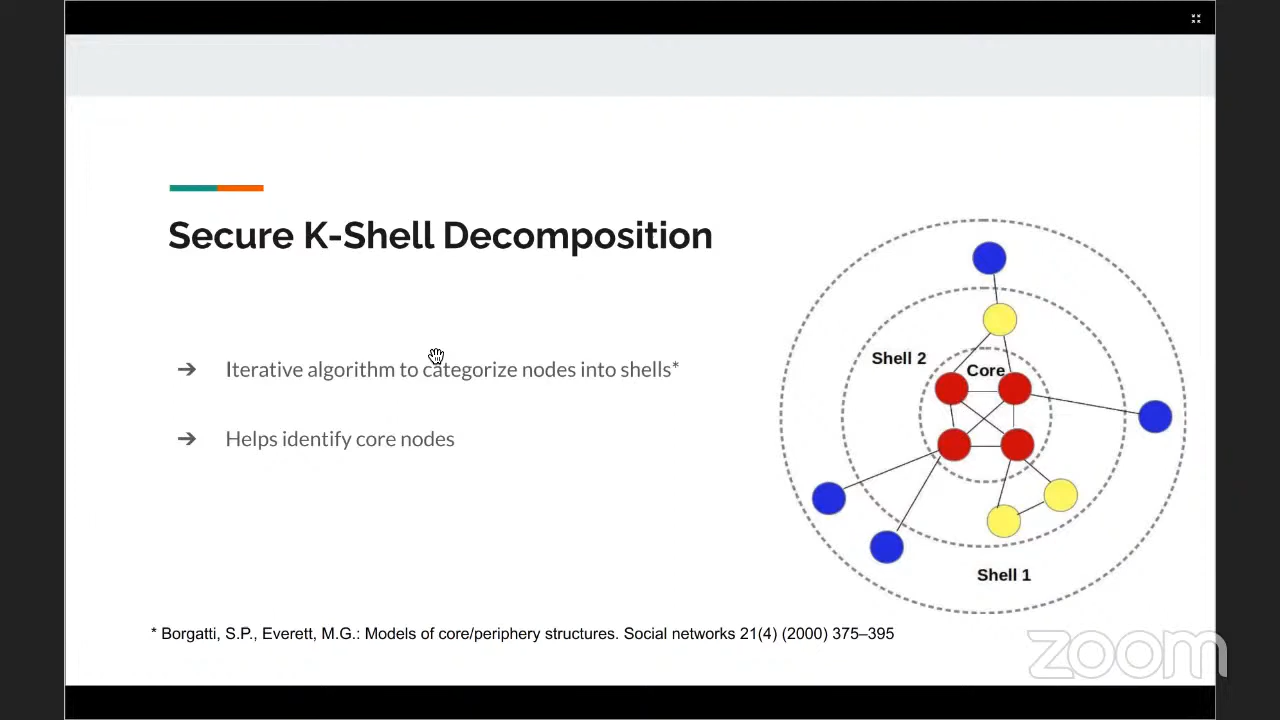 Secure K-Shell Decomposition
➔ Iterative algorithm to categorize nodes into shells*
➔ Helps identify core nodes
Shell 2
Core
Shell 1
* Borgatti, S.P., Everett, M.G.: Models of core/periphery structures. Social networks 21(4) (2000) 375–395
zoom